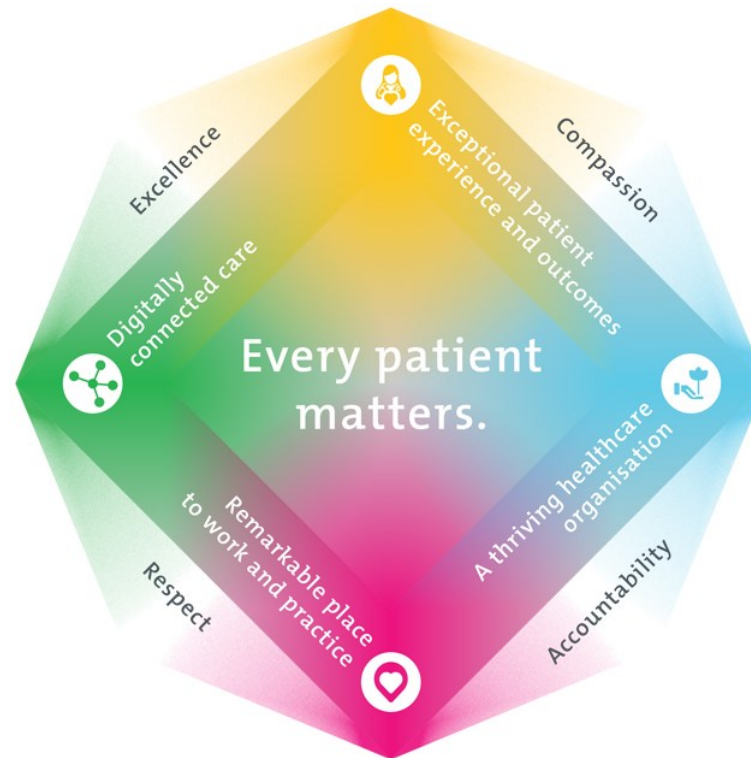 Excellence
Compassion
Exceptional patient
experience and outcomes
Digitally
connected care
Every patient
matters.
Remarkable place
to work and practice
A thriving healthcare
organisation
Respect
Accountability